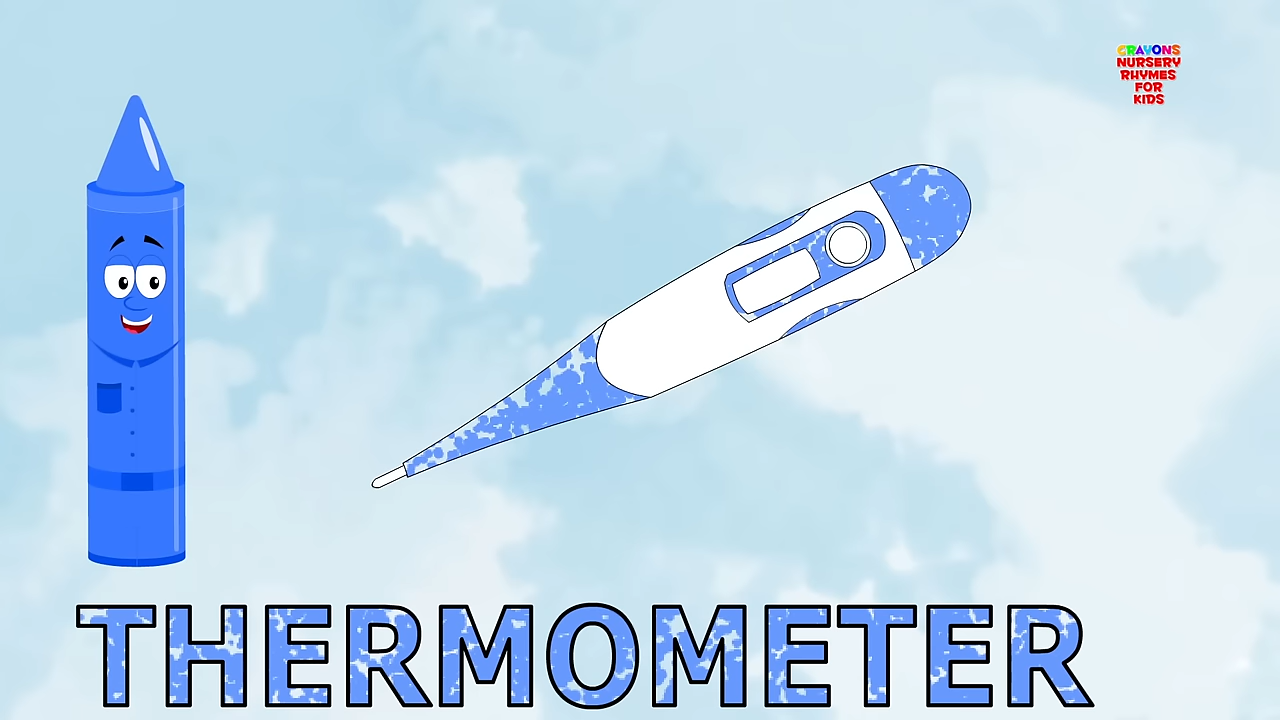 CRAYONS
NURSERY
RHYMES
FOR
KIDS
THERMOMETER